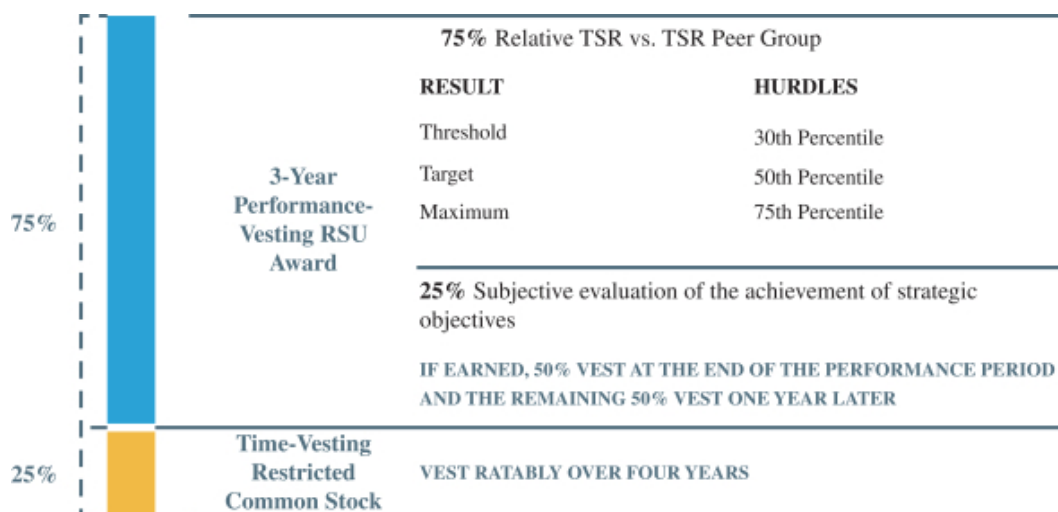 75% Relative TSR vs. TSR Peer Group
RESULT HURDLES
Threshold 30th Percentile
Target 50th Percentile
Maximum 75th Percentile
75%
3-Year
Performance-
Vesting RSU
Award
25% Subjective evaluation of the achievement of strategic
objectives
IF EARNED, 50% VEST AT THE END OF THE PERFORMANCE PERIOD
AND THE REMAINING 50% VEST ONE YEAR LATER
25%
Time-Vesting
Restricted
Common Stock
VEST RATABLY OVER FOUR YEARS